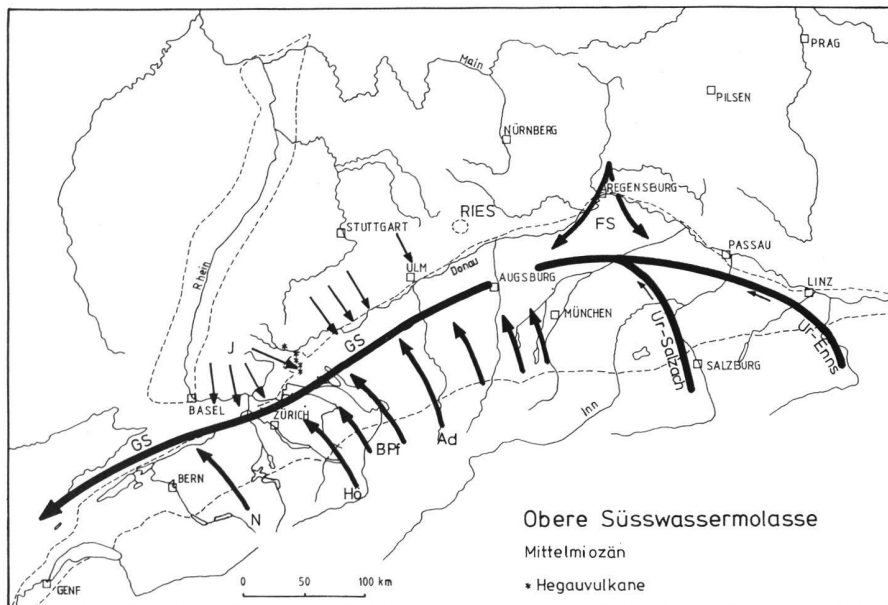 PRAG
Main
PILSEN
NÜRNBERG
REGENSBURG
RIES
STUTTGART
FS
PASSAU
ULM
Donau
Rhein
AUGSBURG
LINZ
MÜNCHEN
GS
J
Ur-Salzach
Ur-Enns
SALZBURG
BASEL
ZÜRICH
Inn
GS
BPf
Ad
BERN
Hö
N
Obere Süsswassermolasse
Mittelmiozän
* Hegauvulkane
GENF
0 50 100 km